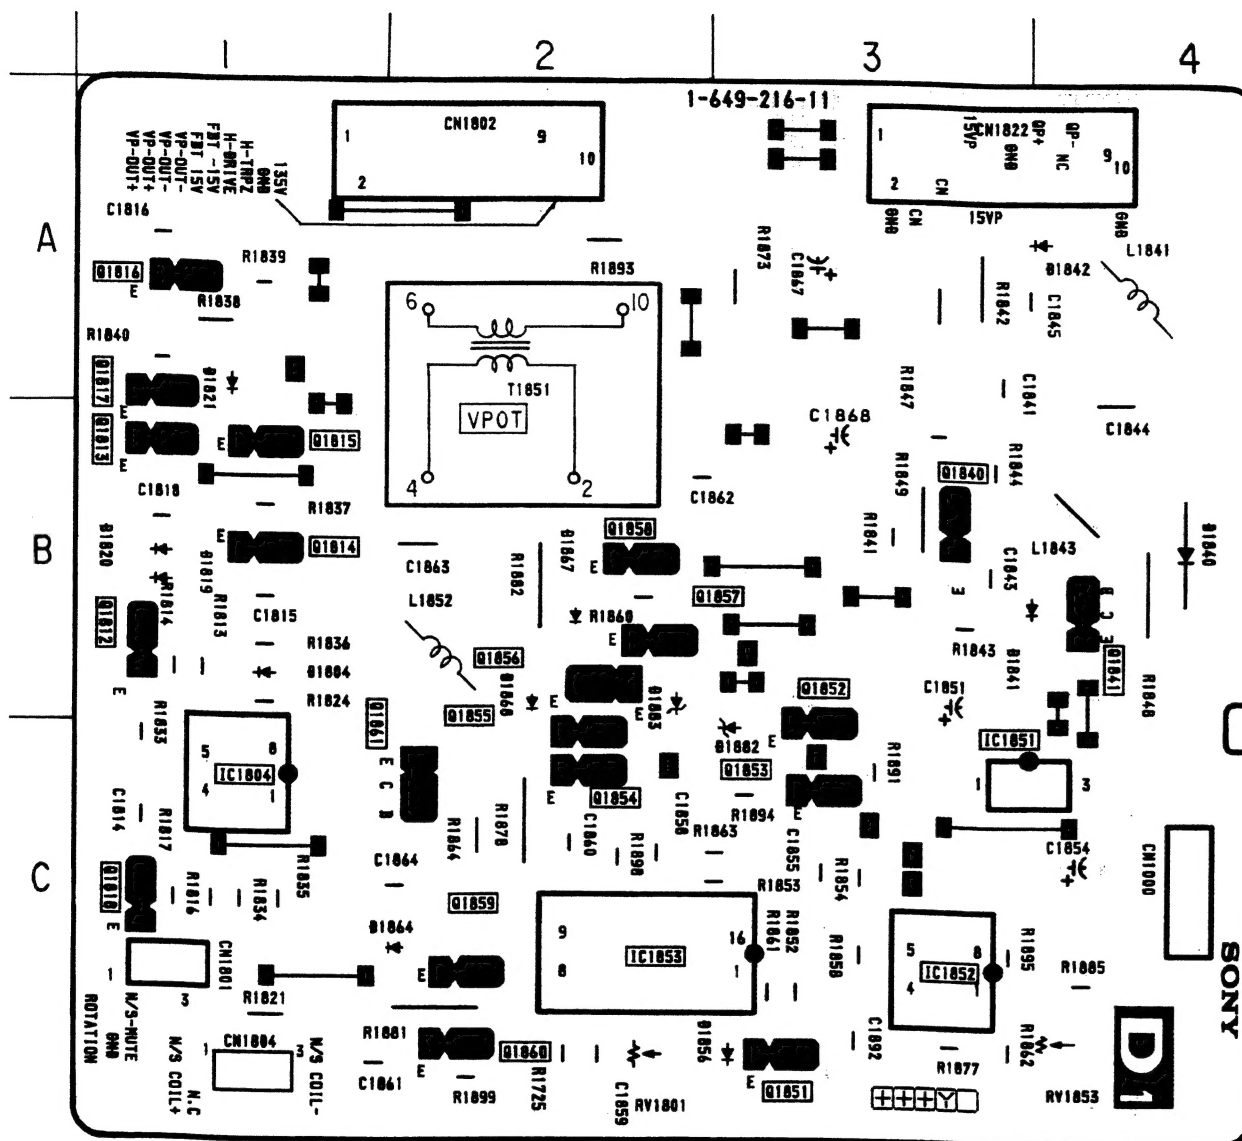 1
2
3
4
1-649-216-11
CN1802
1
9
10
2
CN1822
1
15VP
GND
QP+
QP-
NC
9
10
2
CN
GND
CN
15VP
GND
VP-OUT+
VP-OUT+
VP-OUT-
VP-OUT-
FBT 15V
FBT -15V
H-DRIVE
H-TRPZ
GND
135V
C1816
A
R1839
Q1816
E
R1838
R1893
R1873
C1867
D1842
L1841
R1842
C1845
6
10
R1840
Q1817
E
D1821
T1851
VPOT
4
2
R1847
C1841
C1868
C1844
Q1813
E
E
Q1815
C1818
R1837
C1862
R1849
Q1840
R1844
B
D1820
E
Q1814
C1863
R1882
D1867
Q1858
E
R1841
L1843
D1840
D1819
R1814
R1813
C1815
L1852
R1860
Q1857
E
E
C1843
B
C
E
Q1812
E
R1836
D1804
R1824
Q1856
E
D1868
D1883
R1843
D1841
Q1841
R1848
Q1852
C1851
R1833
Q1861
Q1855
E
E
D1882
IC1851
5
8
IC1804
4
1
E
C
B
Q1853
R1891
1
3
E
Q1854
C1858
R1894
E
C1814
R1817
R1864
R1878
C1860
R1898
R1863
C1855
C1854
CN1000
C
R1835
C1864
R1853
R1854
Q1818
E
R1816
R1834
Q1859
D1864
9
16
IC1853
8
1
R1861
R1852
R1858
5
8
IC1852
4
1
R1895
R1885
SONY
1
CN1801
3
E
R1821
ROTATION
GND
N/S-MUTE
N/S COIL+
N.C
N/S COIL-
1
CN1804
3
R1881
C1861
E
Q1860
R1899
R1725
C1859
RV1801
D1856
E
Q1851
C1892
R1877
R1862
RV1853
D1